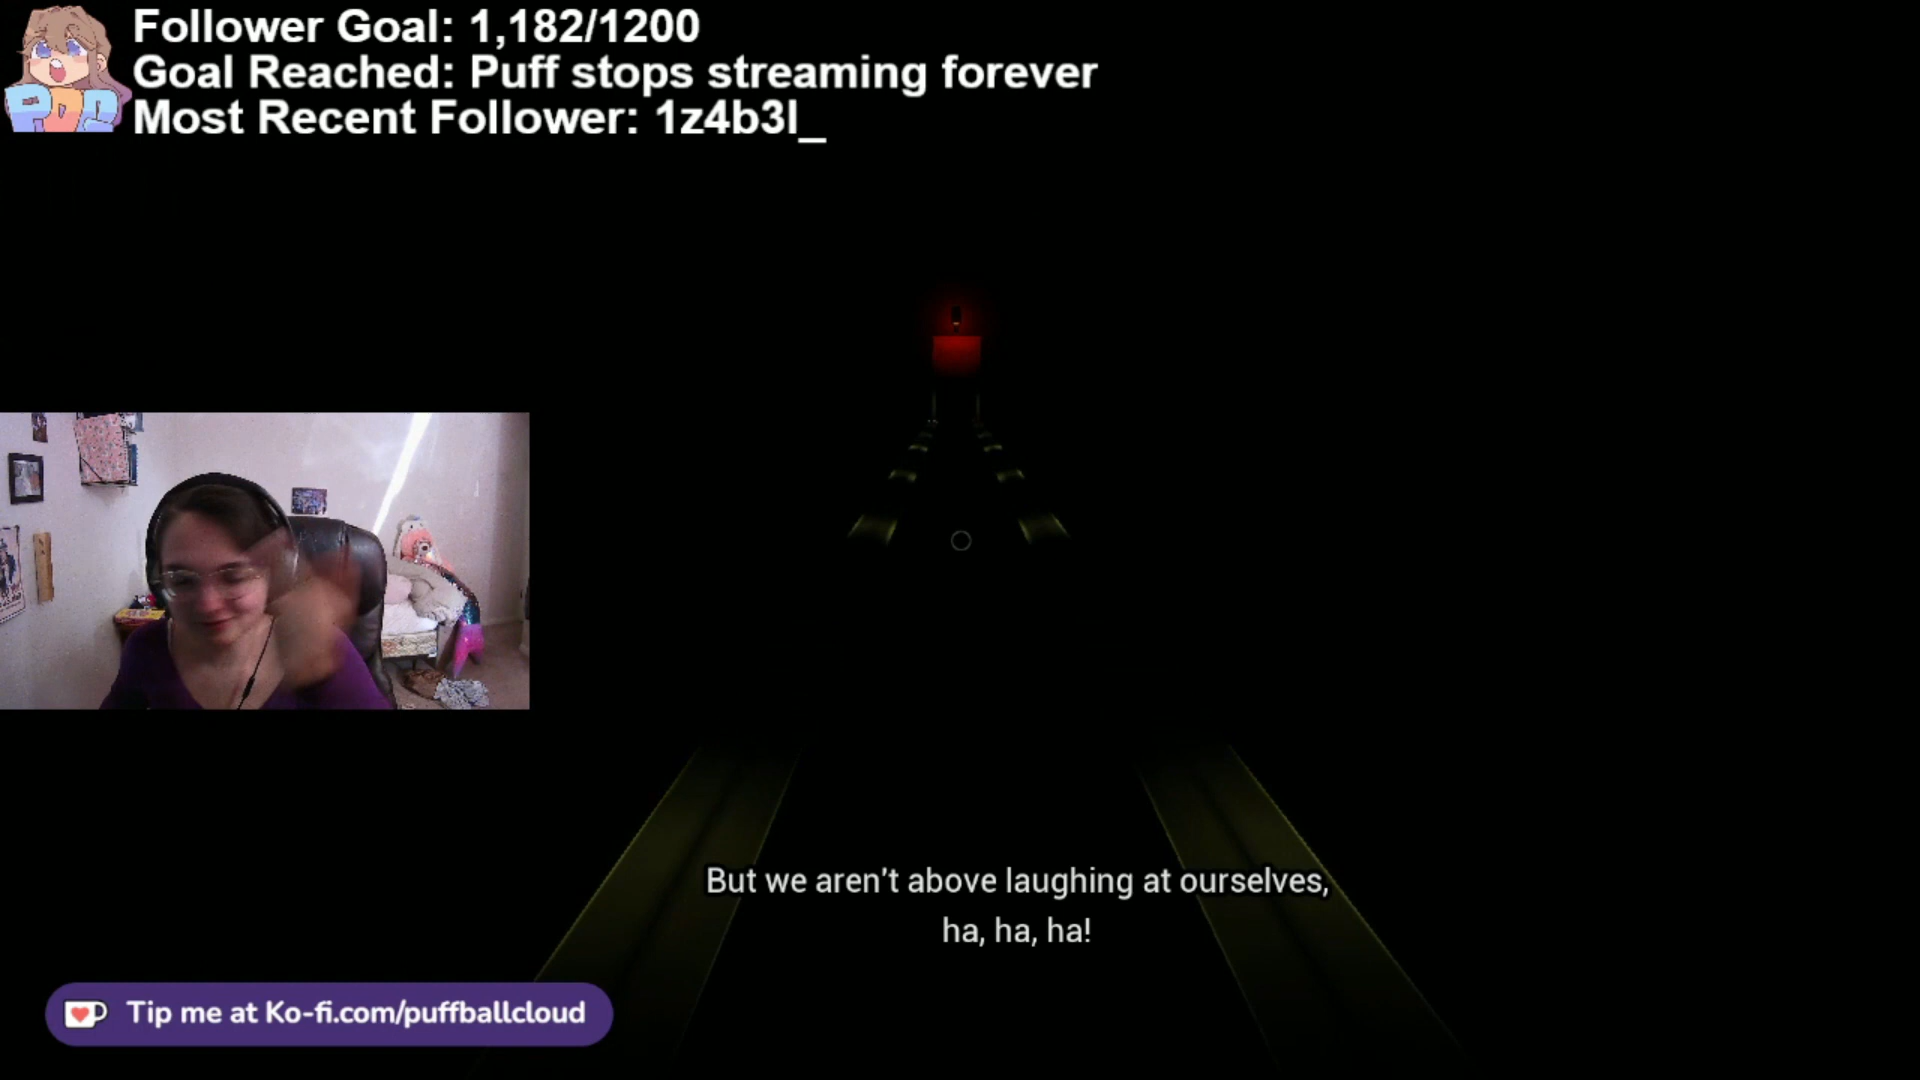 Follower Goal: 1,182/1200
Goal Reached: Puff stops streaming forever
Most Recent Follower: 1z4b3l_
PDC
But we aren't above laughing at ourselves,
ha, ha, ha!
Tip me at Ko-fi.com/puffballcloud